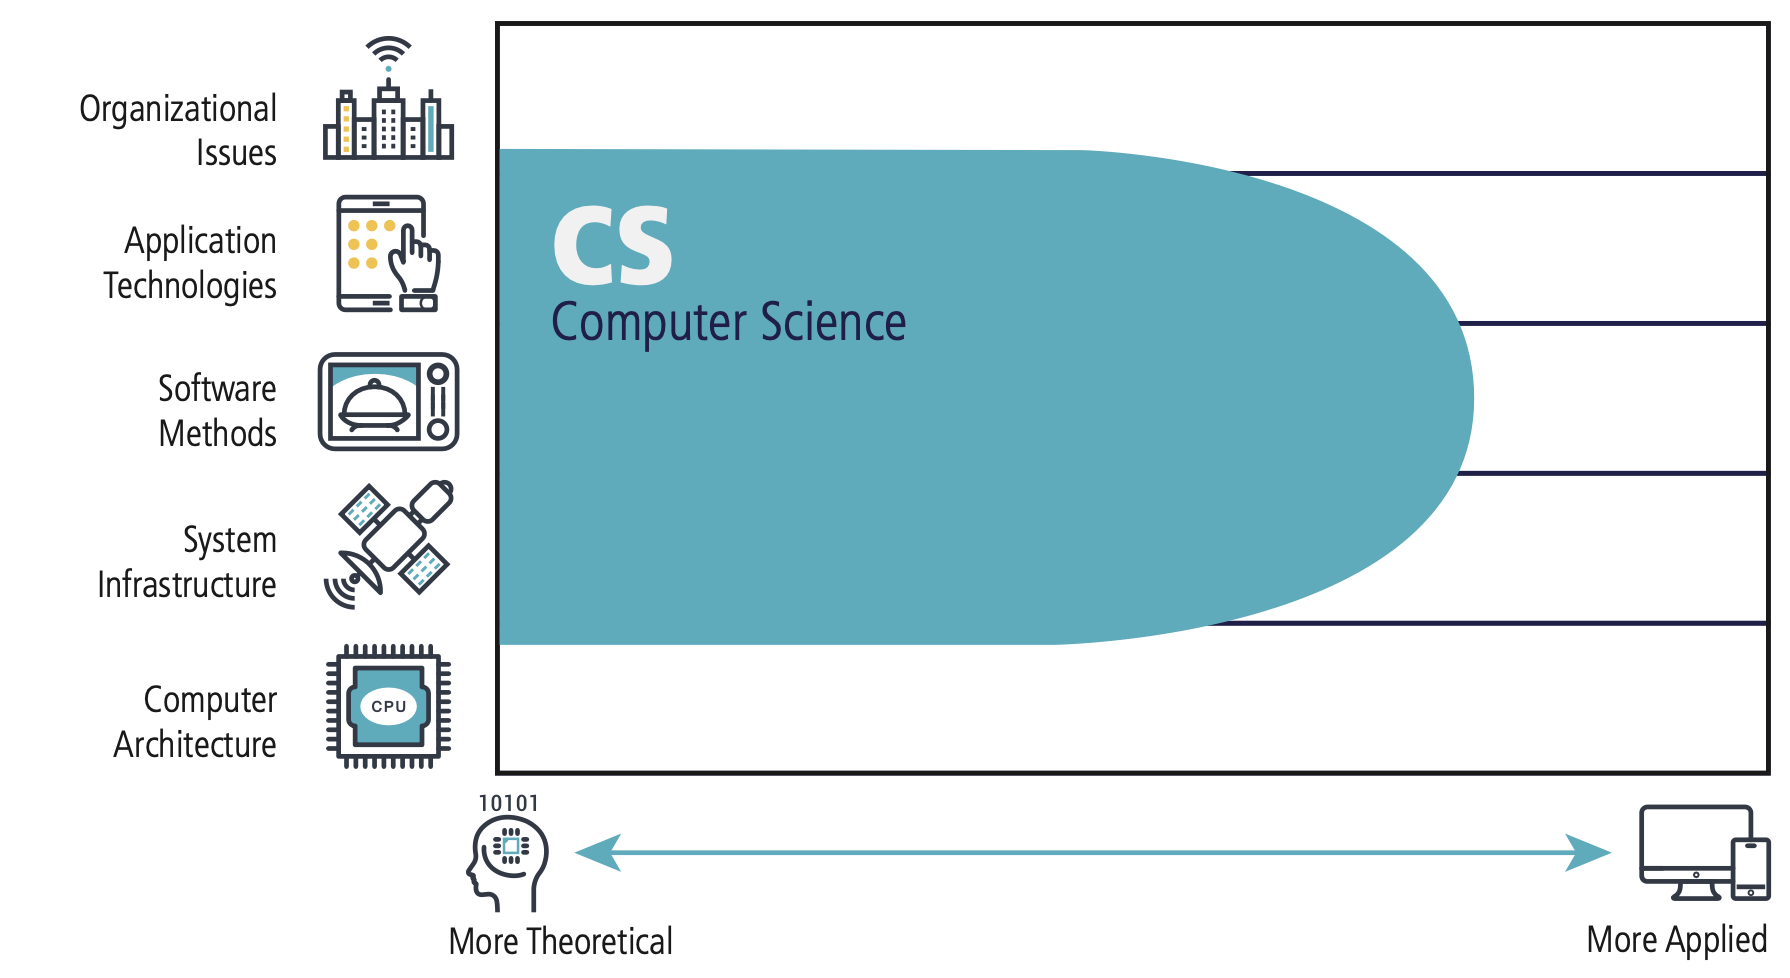 Organizational
Issues
Application
Technologies
Software
Methods
System
Infrastructure
Computer
Architecture
CPU
CS
Computer Science
10101
More Theoretical
More Applied